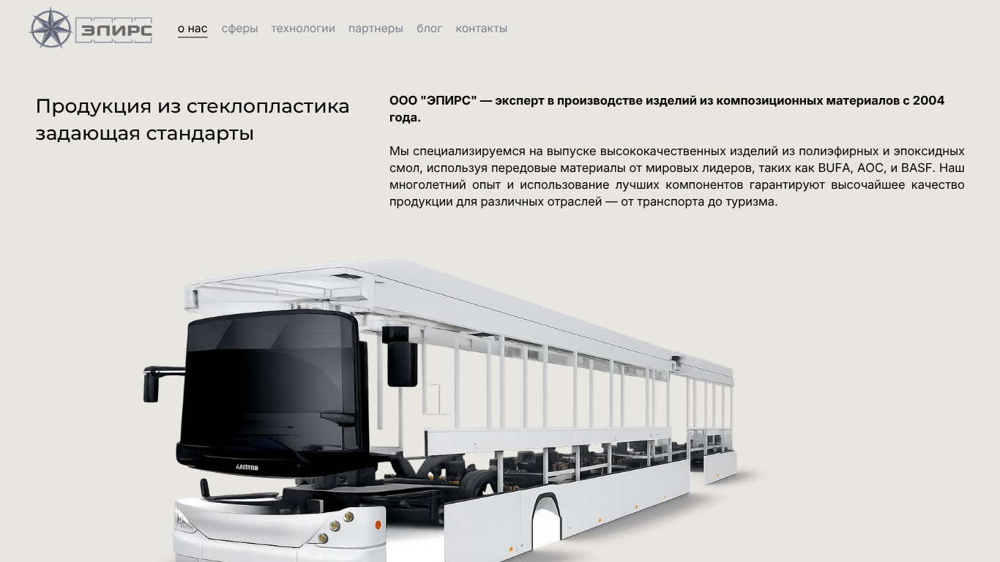 ЭПИРС
о нас сферы технологии партнеры блог контакты
Продукция из стеклопластика
задающая стандарты
ООО "ЭПИРС" — эксперт в производстве изделий из композиционных материалов с 2004
года.
Мы специализируемся на выпуске высококачественных изделий из полиэфирных и эпоксидных
смол, используя передовые материалы от мировых лидеров, таких как BUFA, AOC, и BASF. Наш
многолетний опыт и использование лучших компонентов гарантируют высочайшее качество
продукции для различных отраслей — от транспорта до туризма.